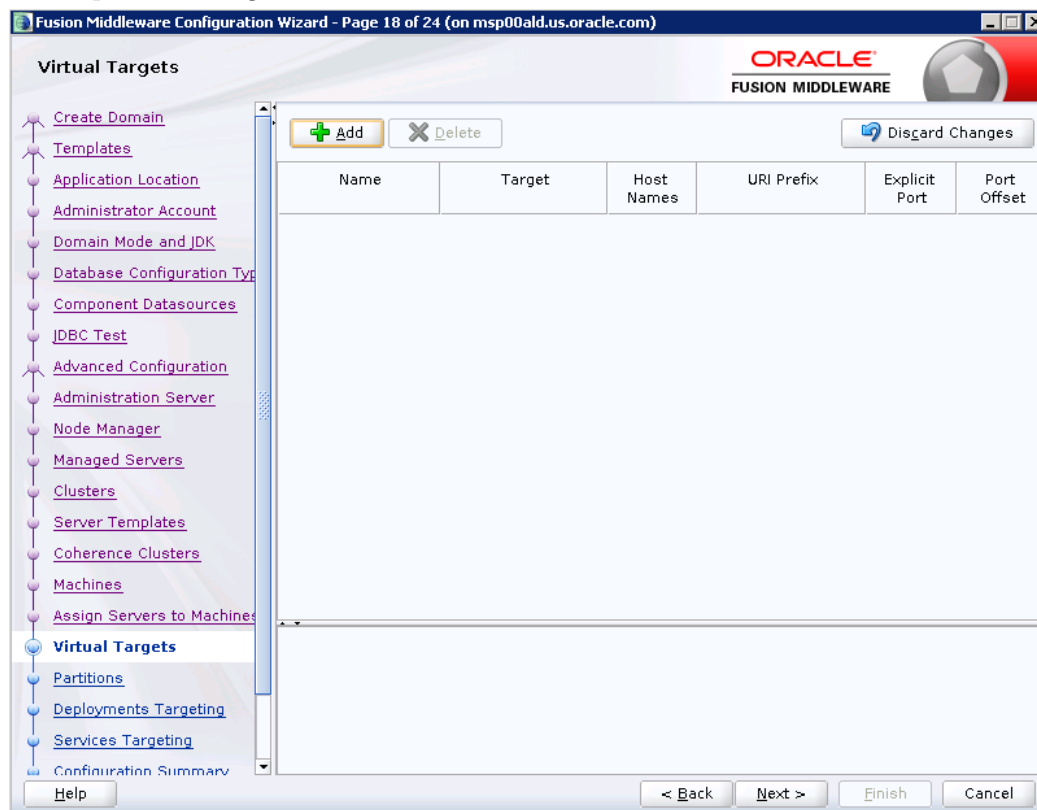 Fusion Middleware Configuration Wizard - Page 18 of 24 (on msp00ald.us.oracle.com)
Virtual Targets
ORACLE
FUSION MIDDLEWARE
Create Domain
Templates
Application Location
Administrator Account
Domain Mode and JDK
Database Configuration Typ
Component Datasources
JDBC Test
Advanced Configuration
Administration Server
Node Manager
Managed Servers
Clusters
Server Templates
Coherence Clusters
Machines
Assign Servers to Machines
Virtual Targets
Partitions
Deployments Targeting
Services Targeting
Configuration Summary
Add Delete Discard Changes
Name Target Host Names URI Prefix Explicit Port Port Offset
Help < Back Next > Finish Cancel